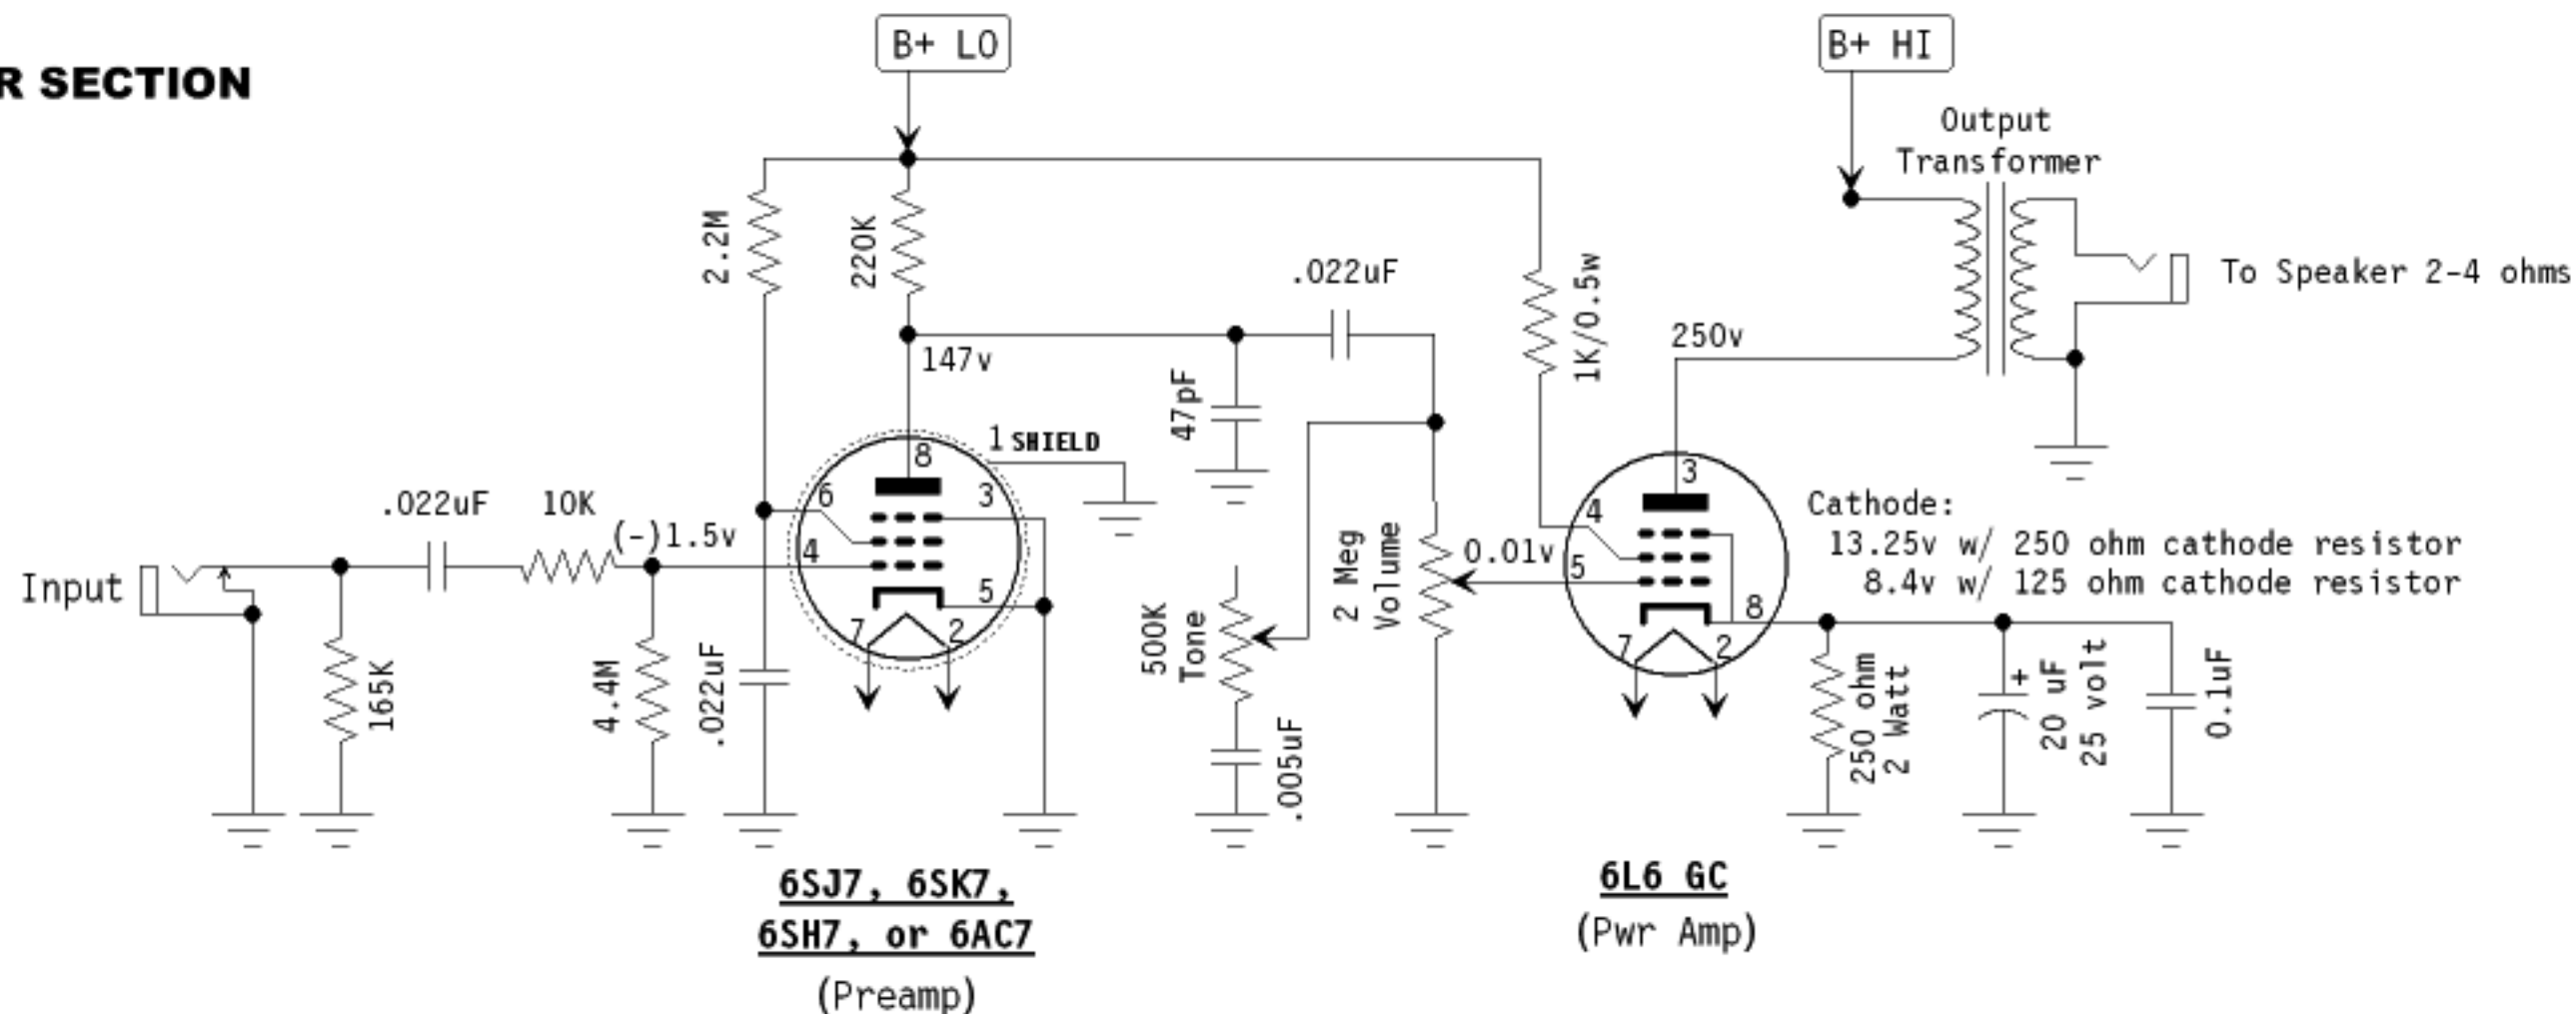 R SECTION
B+ LO
B+ HI
Output
Transformer
2.2M
220K
.022uF
1K/0.5w
To Speaker 2-4 ohms
250v
147v
47pF
1 SHIELD
8
6
3
4
5
7
2
.022uF
10K
(-)1.5v
Input
165K
4.4M
.022uF
500K
Tone
.005uF
2 Meg
Volume
0.01v
3
4
5
8
7
2
Cathode:
13.25v w/ 250 ohm cathode resistor
8.4v w/ 125 ohm cathode resistor
250 ohm
2 Watt
+
20 uF
25 volt
0.1uF
6SJ7, 6SK7,
6SH7, or 6AC7
(Preamp)
6L6 GC
(Pwr Amp)